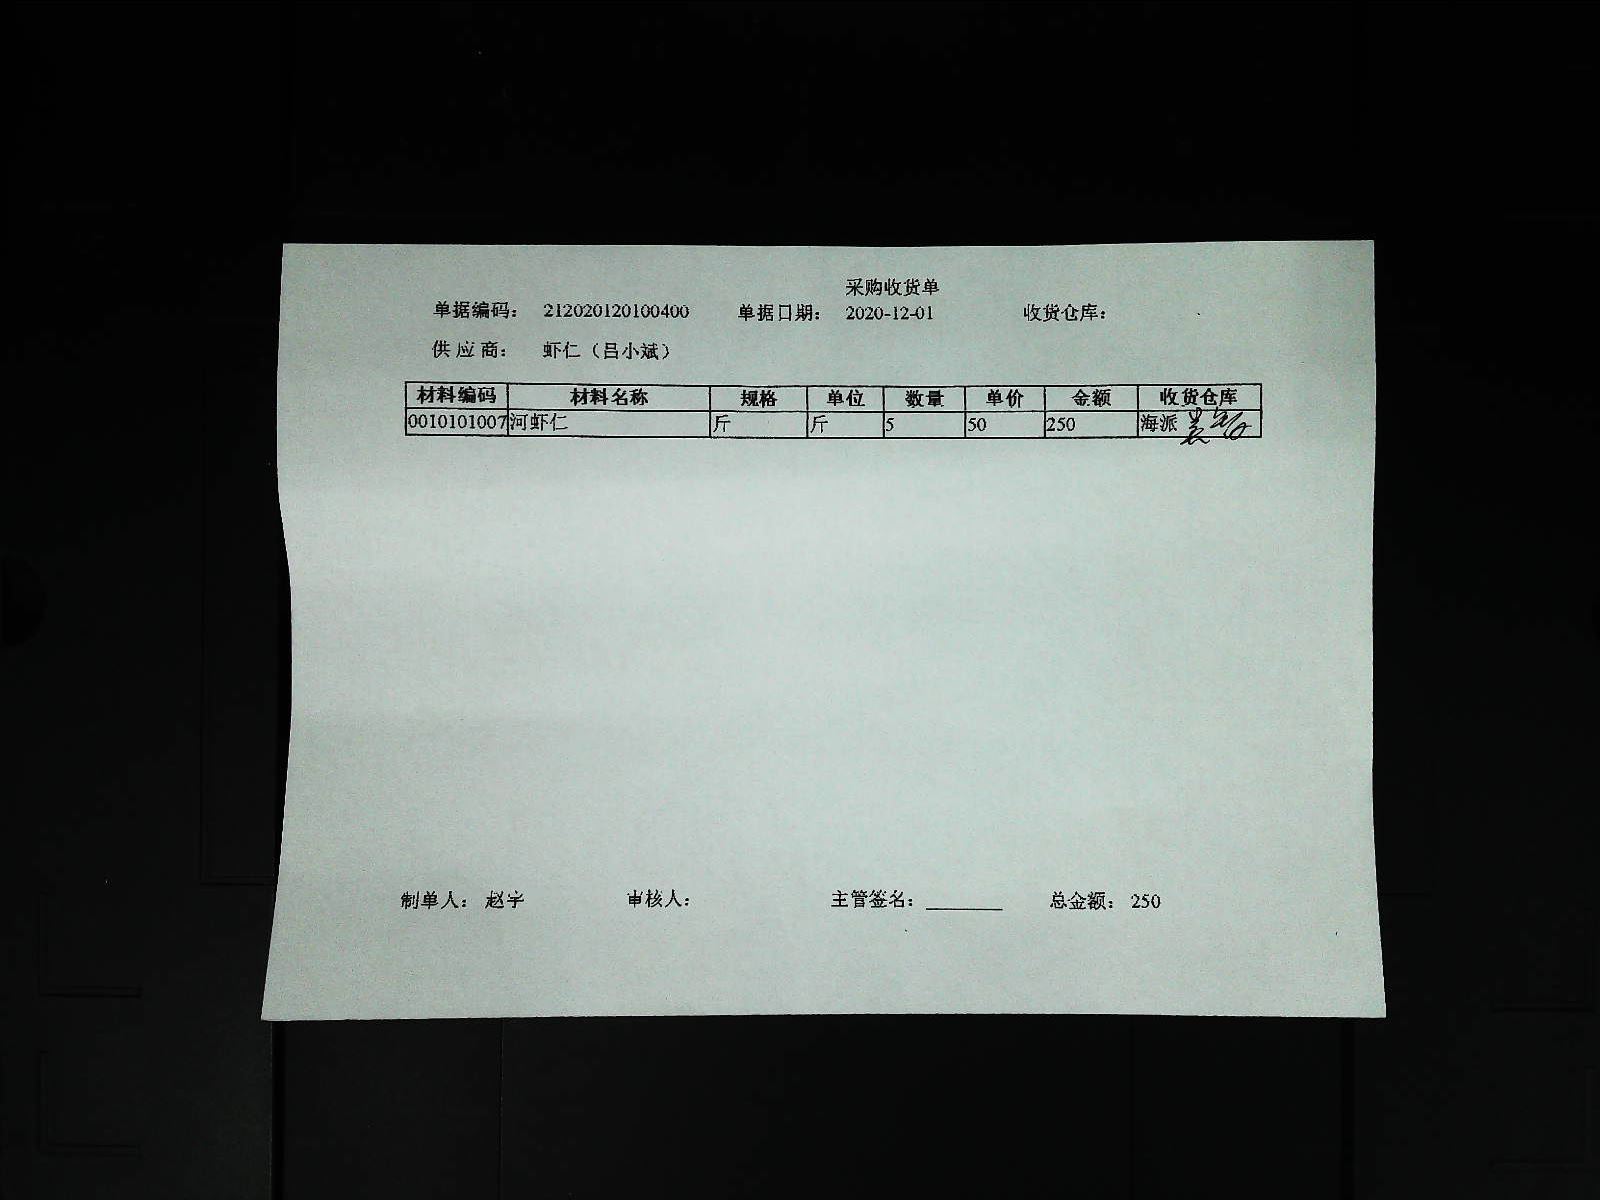 采购收货单
单据编码： 212020120100400 单据日期： 2020-12-01 收货仓库：
供 应 商： 虾仁（吕小斌）
材料编码 材料名称 规格 单位 数量 单价 金额 收货仓库
0010101007 河虾仁 斤 斤 5 50 250 海派
制单人： 赵宇 审核人： 主管签名：________ 总金额： 250